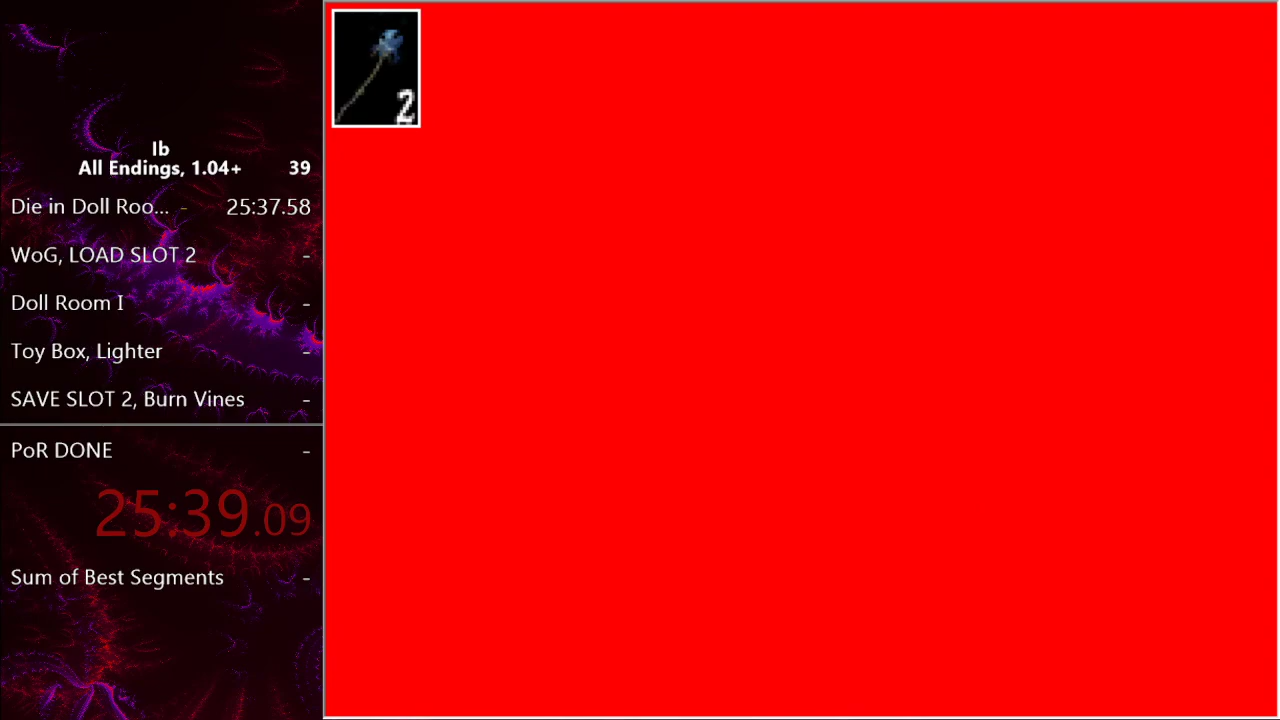 Ib
All Endings, 1.04+ 39
Die in Doll Roo... - 25:37.58
WoG, LOAD SLOT 2 -
Doll Room I -
Toy Box, Lighter -
SAVE SLOT 2, Burn Vines -
PoR DONE -
25:39.09
Sum of Best Segments -
2